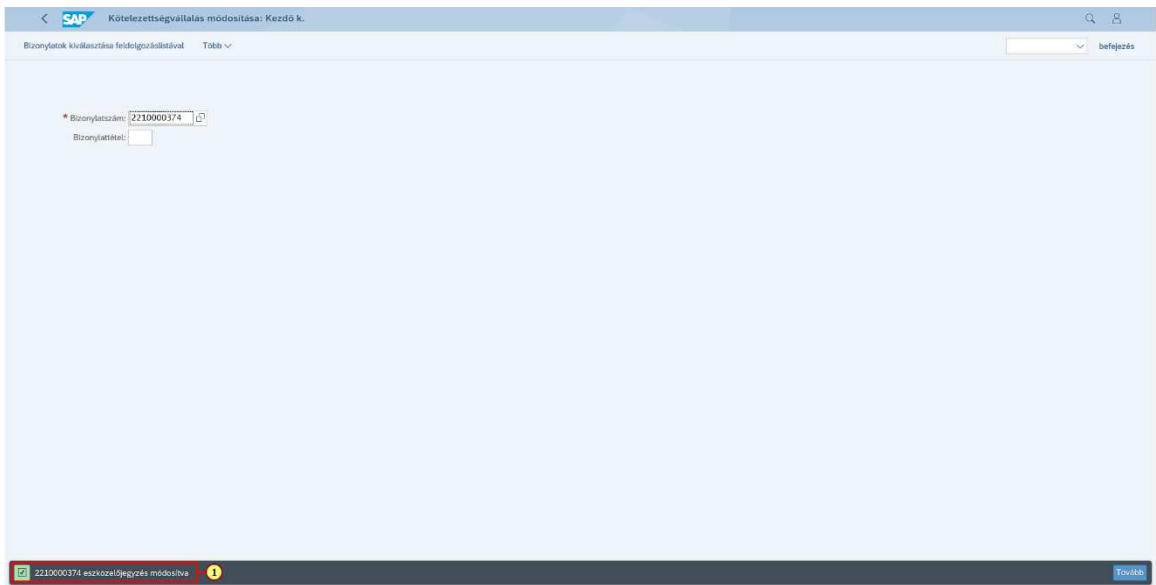 SAP Kötelezettségvállalás módosítása: Kezdő k.
Bizonylatok kiválasztása feldolgozáslistával Több befejezés
* Bizonylatszám: 2210000374
Bizonylattétel:
2210000374 eszközelőjegyzés módosítva 1 Tovább